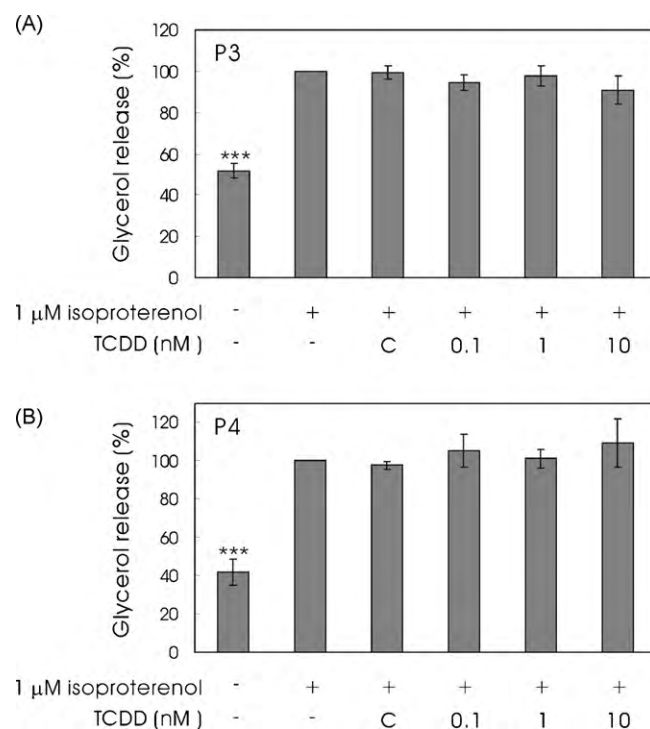 (A)
P3
Glycerol release (%)
120
100
80
60
40
20
0
***
1 μM isoproterenol - + + + + +
TCDD (nM ) - - C 0.1 1 10
(B)
P4
Glycerol release (%)
120
100
80
60
40
20
0
***
1 μM isoproterenol - + + + + +
TCDD (nM ) - - C 0.1 1 10